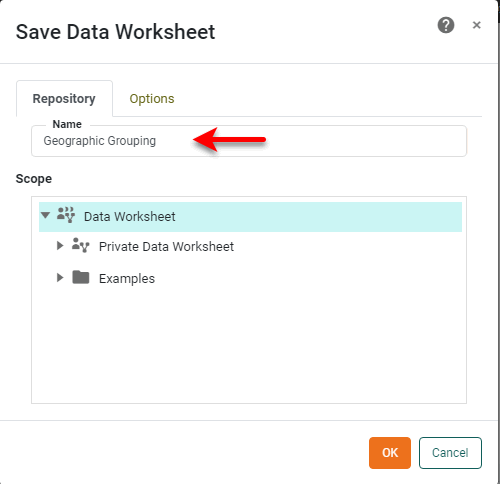 Save Data Worksheet
Repository
Options
Name
Geographic Grouping
Scope
Data Worksheet
Private Data Worksheet
Examples
OK
Cancel